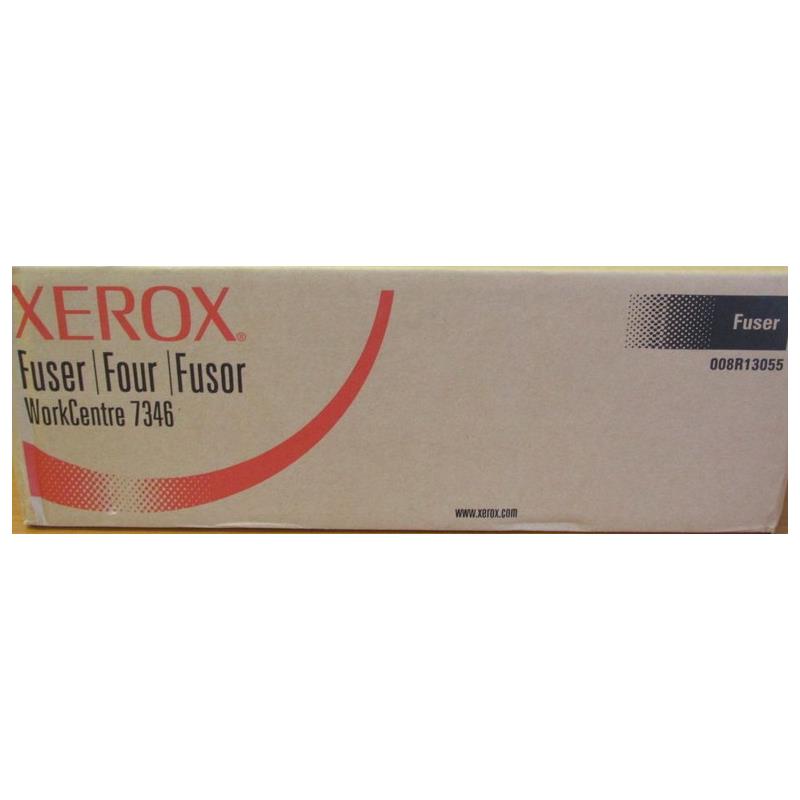 XEROX®
Fuser | Four | Fusor
WorkCentre 7346
Fuser
008R13055
www.xerox.com